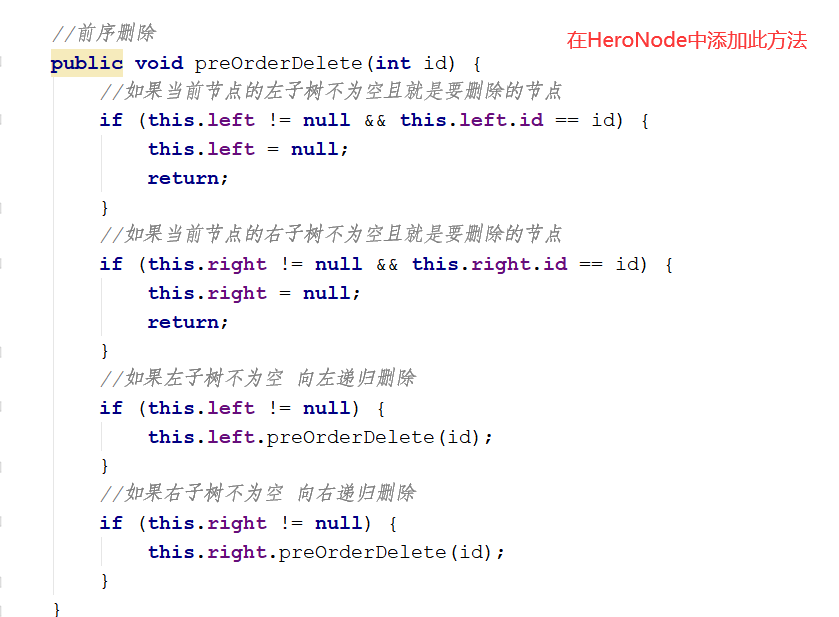 //前序删除
在HeroNode中添加此方法
public void preOrderDelete(int id) {
//如果当前节点的左子树不为空且就是要删除的节点
if (this.left != null && this.left.id == id) {
this.left = null;
return;
}
//如果当前节点的右子树不为空且就是要删除的节点
if (this.right != null && this.right.id == id) {
this.right = null;
return;
}
//如果左子树不为空 向左递归删除
if (this.left != null) {
this.left.preOrderDelete(id);
}
//如果右子树不为空 向右递归删除
if (this.right != null) {
this.right.preOrderDelete(id);
}
}